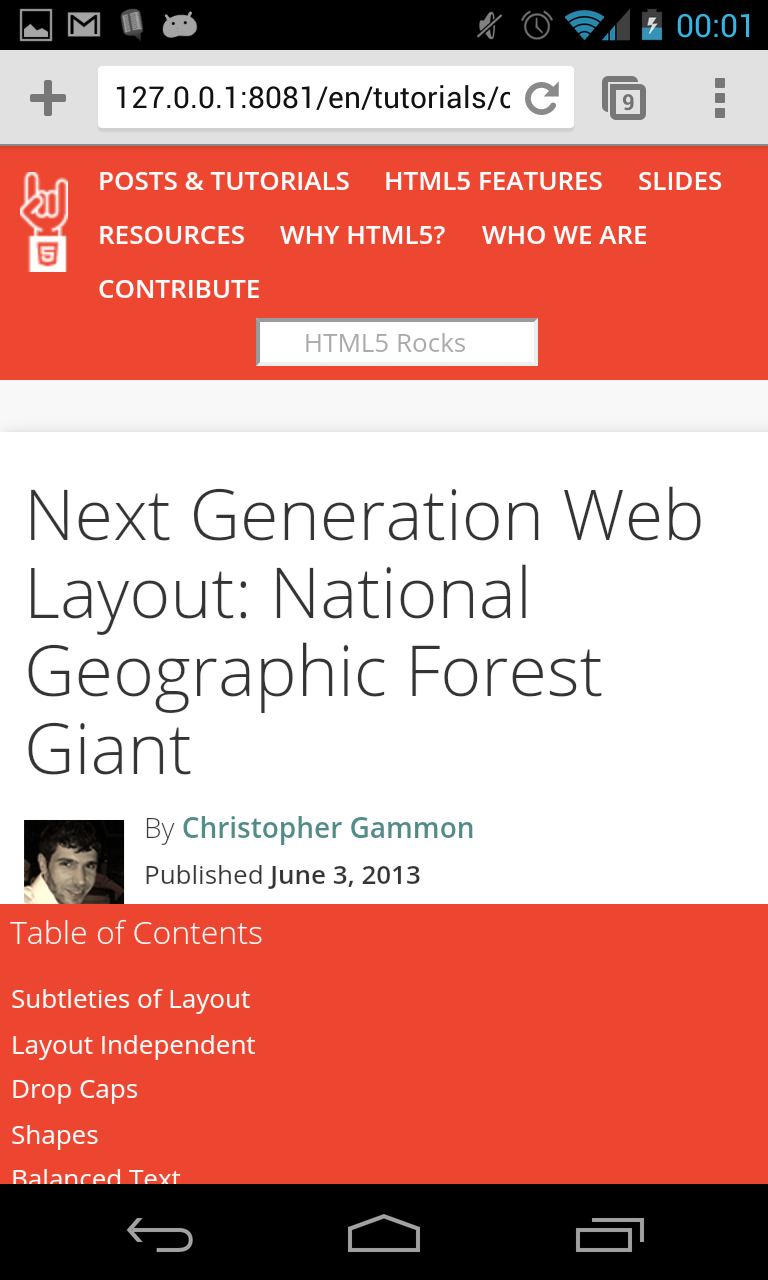 00:01
127.0.0.1:8081/en/tutorials/c
9
POSTS & TUTORIALS HTML5 FEATURES SLIDES
RESOURCES WHY HTML5? WHO WE ARE
CONTRIBUTE
5
HTML5 Rocks
Next Generation Web
Layout: National
Geographic Forest
Giant
By Christopher Gammon
Published June 3, 2013
Table of Contents
Subtleties of Layout
Layout Independent
Drop Caps
Shapes
Balanced Text